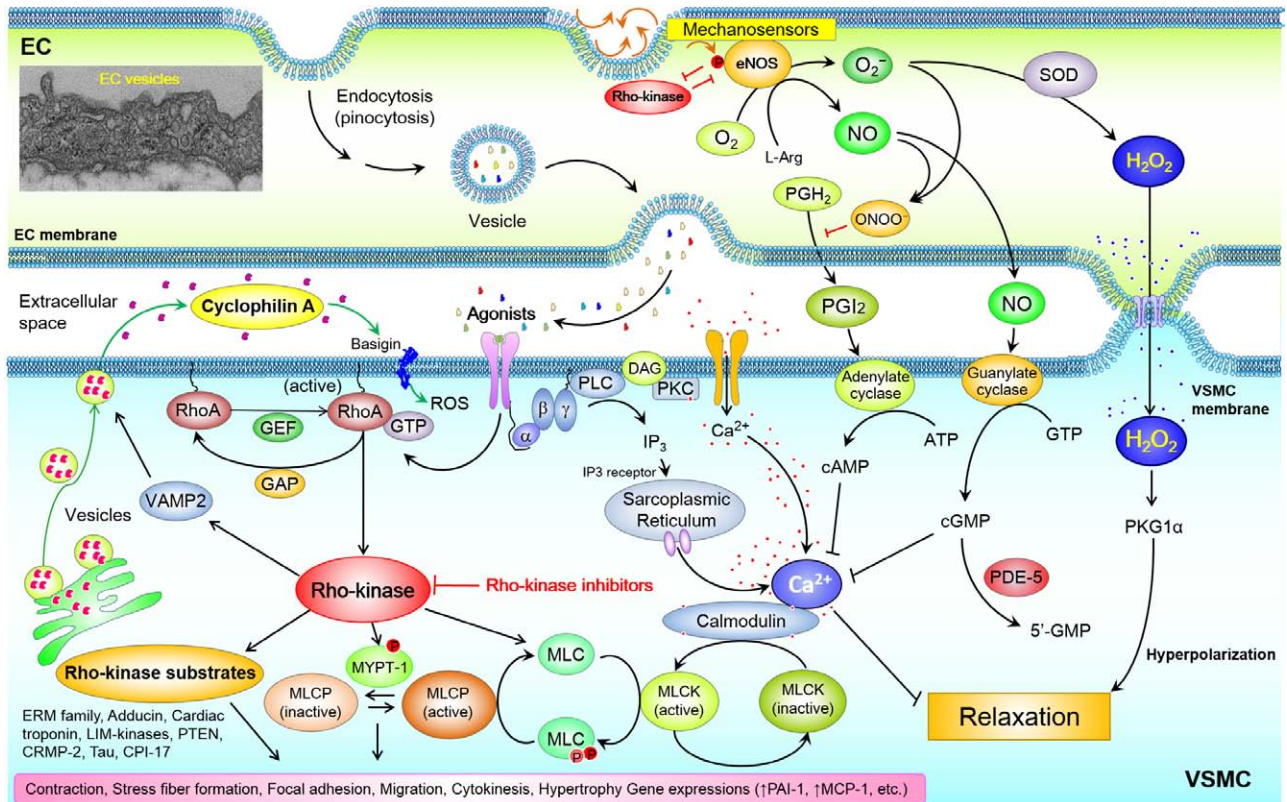 EC
EC vesicles
Endocytosis
(pinocytosis)
Vesicle
EC membrane
Mechanosensors
P
eNOS
Rho-kinase
O₂
L-Arg
O₂⁻
NO
SOD
H₂O₂
PGH₂
ONOO⁻
Extracellular
space
Cyclophilin A
Basigin
ROS
Agonists
PGI2
NO
VSMC
membrane
(active)
RhoA
GEF
RhoA
GTP
GAP
α
β
γ
PLC
DAG
PKC
IP₃
IP3 receptor
Sarcoplasmic
Reticulum
Ca²⁺
Adenylate
cyclase
ATP
cAMP
Guanylate
cyclase
GTP
cGMP
PDE-5
5’-GMP
H₂O₂
PKG1α
Hyperpolarization
Vesicles
VAMP2
Rho-kinase
Rho-kinase inhibitors
Ca²⁺
Calmodulin
Rho-kinase substrates
ERM family, Adducin, Cardiac
troponin, LIM-kinases, PTEN,
CRMP-2, Tau, CPI-17
P
MYPT-1
MLCP
(inactive)
MLCP
(active)
MLC
MLC
P P
MLCK
(active)
MLCK
(inactive)
Relaxation
Contraction, Stress fiber formation, Focal adhesion, Migration, Cytokinesis, Hypertrophy Gene expressions (↑PAI-1, ↑MCP-1, etc.)
VSMC